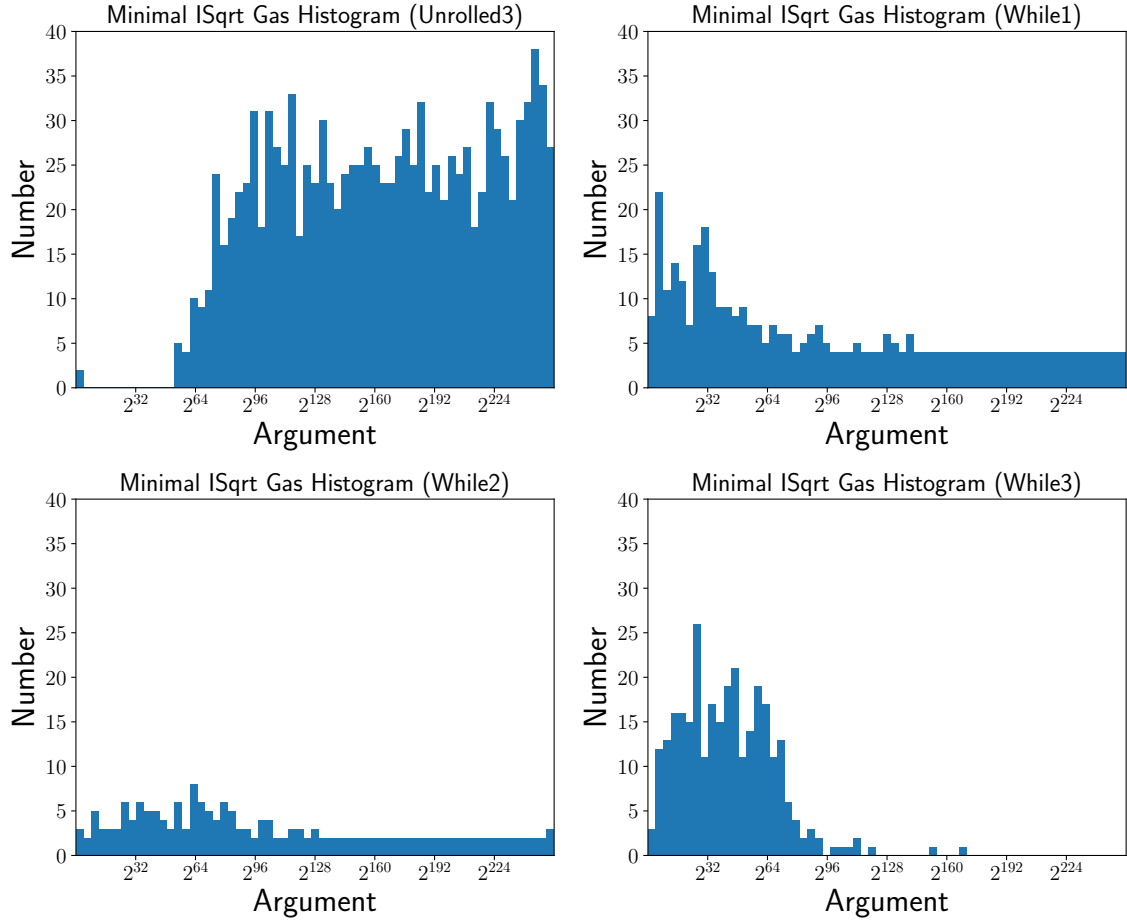 Minimal ISqrt Gas Histogram (Unrolled3)
40
35
30
25
20
15
10
5
0
Number
2^32 2^64 2^96 2^128 2^160 2^192 2^224
Argument
Minimal ISqrt Gas Histogram (While1)
40
35
30
25
20
15
10
5
0
Number
2^32 2^64 2^96 2^128 2^160 2^192 2^224
Argument
Minimal ISqrt Gas Histogram (While2)
40
35
30
25
20
15
10
5
0
Number
2^32 2^64 2^96 2^128 2^160 2^192 2^224
Argument
Minimal ISqrt Gas Histogram (While3)
40
35
30
25
20
15
10
5
0
Number
2^32 2^64 2^96 2^128 2^160 2^192 2^224
Argument